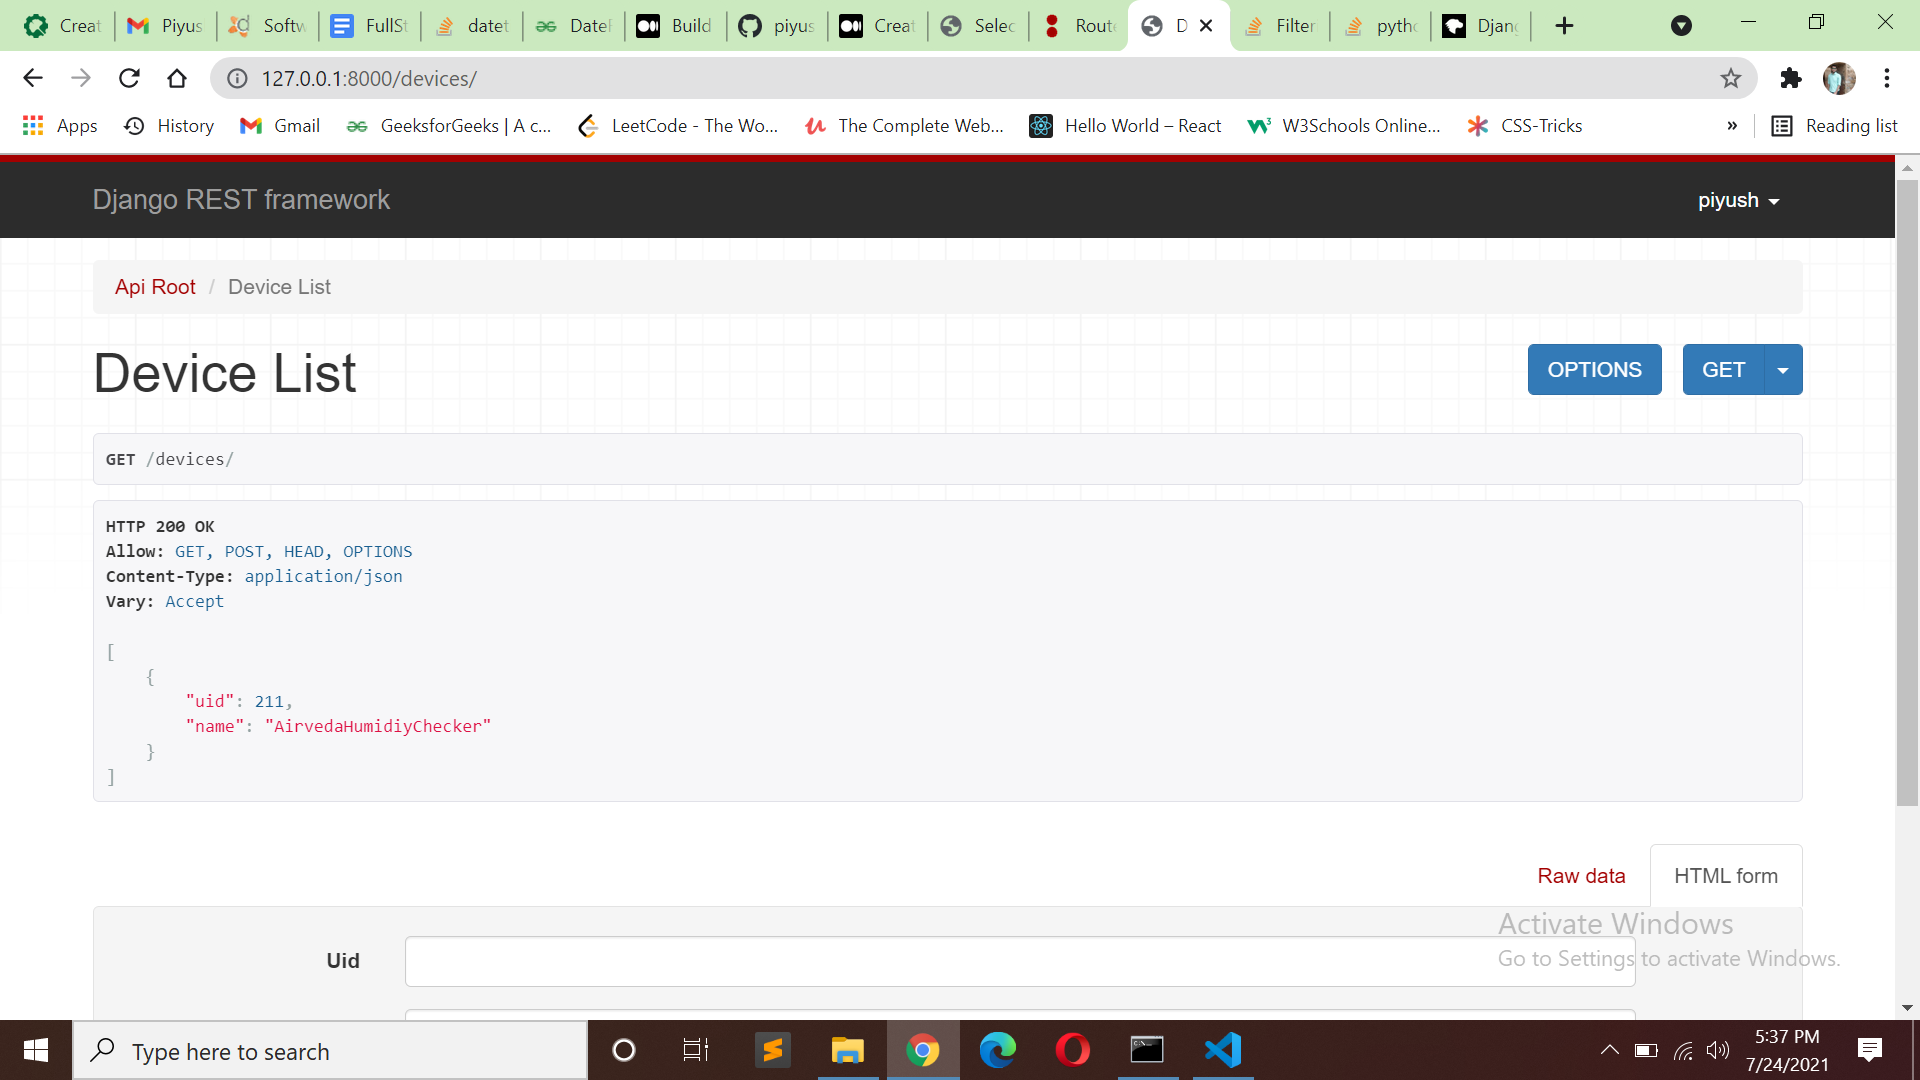 Creat
Piyus
Softw
FullSt
datet
DateF
Build
piyus
Creat
Selec
Route
D
Filter
pytho
Djang
127.0.0.1:8000/devices/
Apps
History
Gmail
GeeksforGeeks | A c...
LeetCode - The Wo...
The Complete Web...
Hello World – React
W3Schools Online...
CSS-Tricks
»
Reading list
Django REST framework
piyush
Api Root / Device List
Device List
OPTIONS
GET
GET /devices/
HTTP 200 OK
Allow: GET, POST, HEAD, OPTIONS
Content-Type: application/json
Vary: Accept
[
{
"uid": 211,
"name": "AirvedaHumidiyChecker"
}
]
Raw data
HTML form
Activate Windows
Go to Settings to activate Windows.
Uid
Type here to search
5:37 PM
7/24/2021